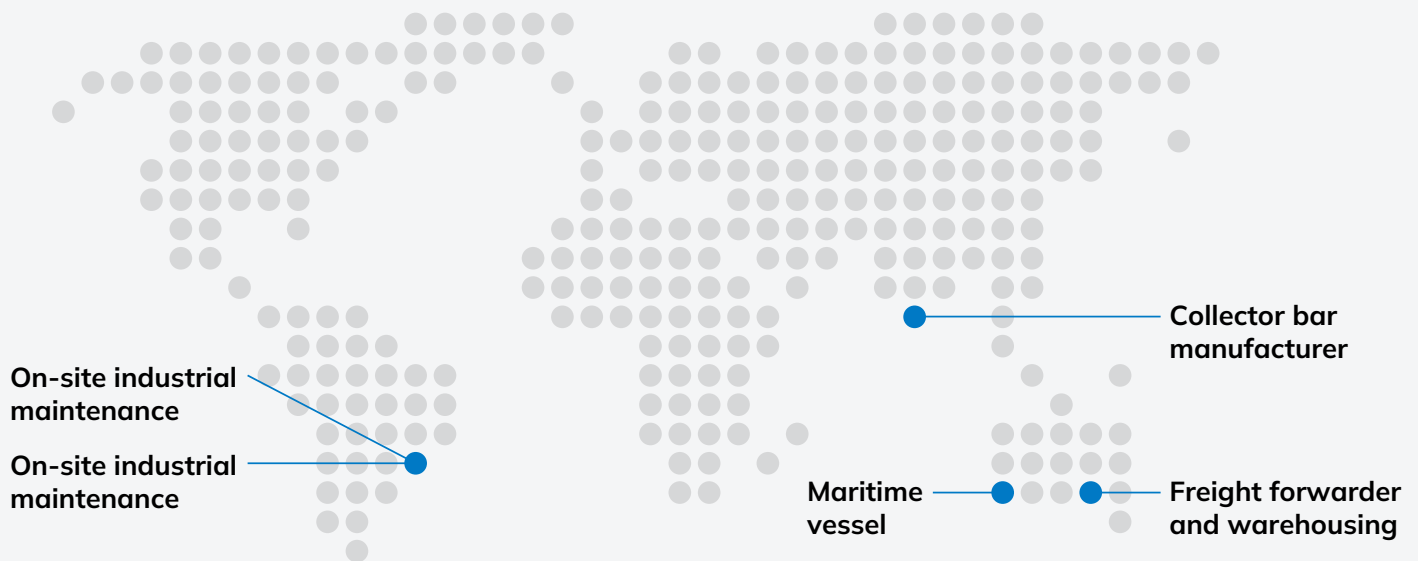 On-site industrial
maintenance
On-site industrial
maintenance
Maritime
vessel
Collector bar
manufacturer
Freight forwarder
and warehousing